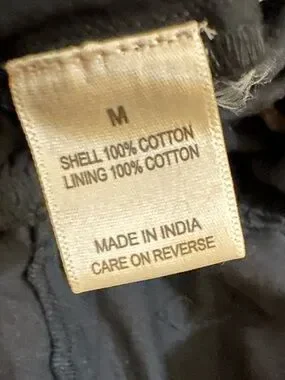 M
SHELL 100% COTTON
LINING 100% COTTON
MADE IN INDIA
CARE ON REVERSE